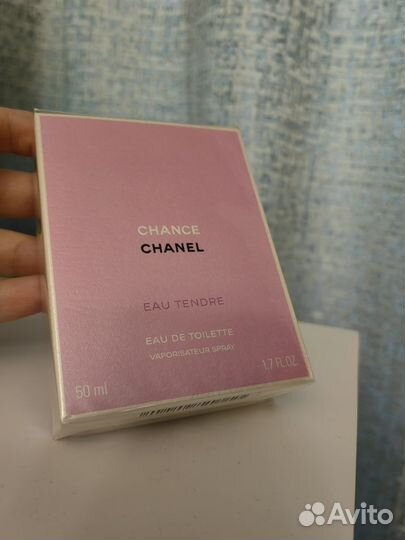 CHANCE
CHANEL
EAU TENDRE
EAU DE TOILETTE
VAPORISATEUR SPRAY
50 ml
1.7 FL.OZ.
Avito